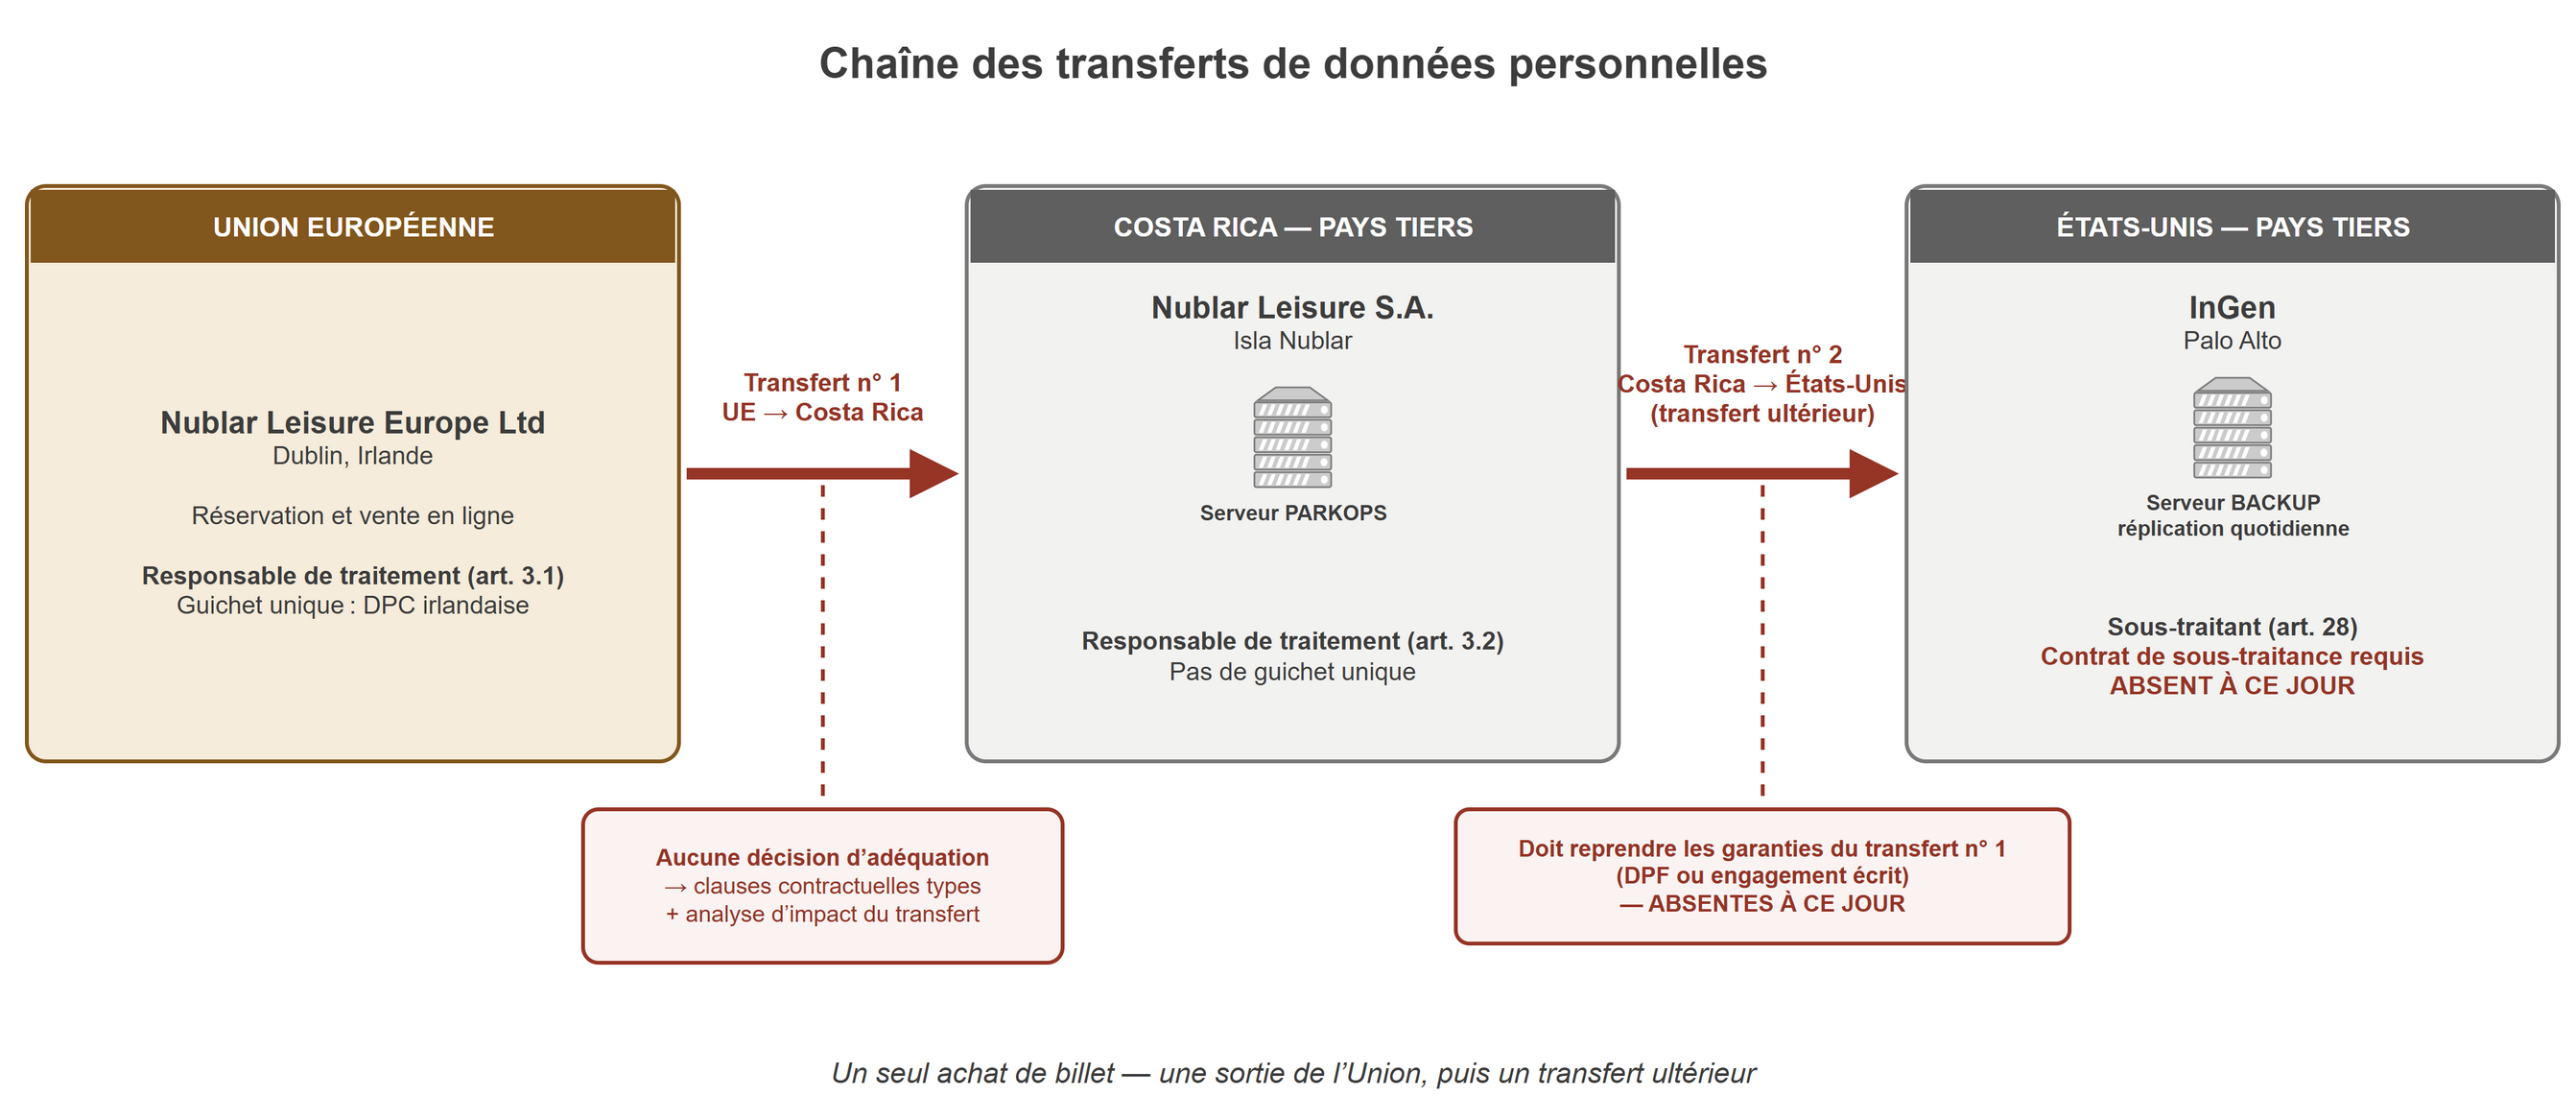 Chaîne des transferts de données personnelles
UNION EUROPÉENNE
Nublar Leisure Europe Ltd
Dublin, Irlande
Réservation et vente en ligne
Responsable de traitement (art. 3.1)
Guichet unique : DPC irlandaise
Transfert n° 1
UE → Costa Rica
Aucune décision d’adéquation
→ clauses contractuelles types
+ analyse d’impact du transfert
COSTA RICA — PAYS TIERS
Nublar Leisure S.A.
Isla Nublar
Serveur PARKOPS
Responsable de traitement (art. 3.2)
Pas de guichet unique
Transfert n° 2
Costa Rica → États-Unis
(transfert ultérieur)
Doit reprendre les garanties du transfert n° 1
(DPF ou engagement écrit)
— ABSENTES À CE JOUR
ÉTATS-UNIS — PAYS TIERS
InGen
Palo Alto
Serveur BACKUP
réplication quotidienne
Sous-traitant (art. 28)
Contrat de sous-traitance requis
ABSENT À CE JOUR
Un seul achat de billet — une sortie de l’Union, puis un transfert ultérieur